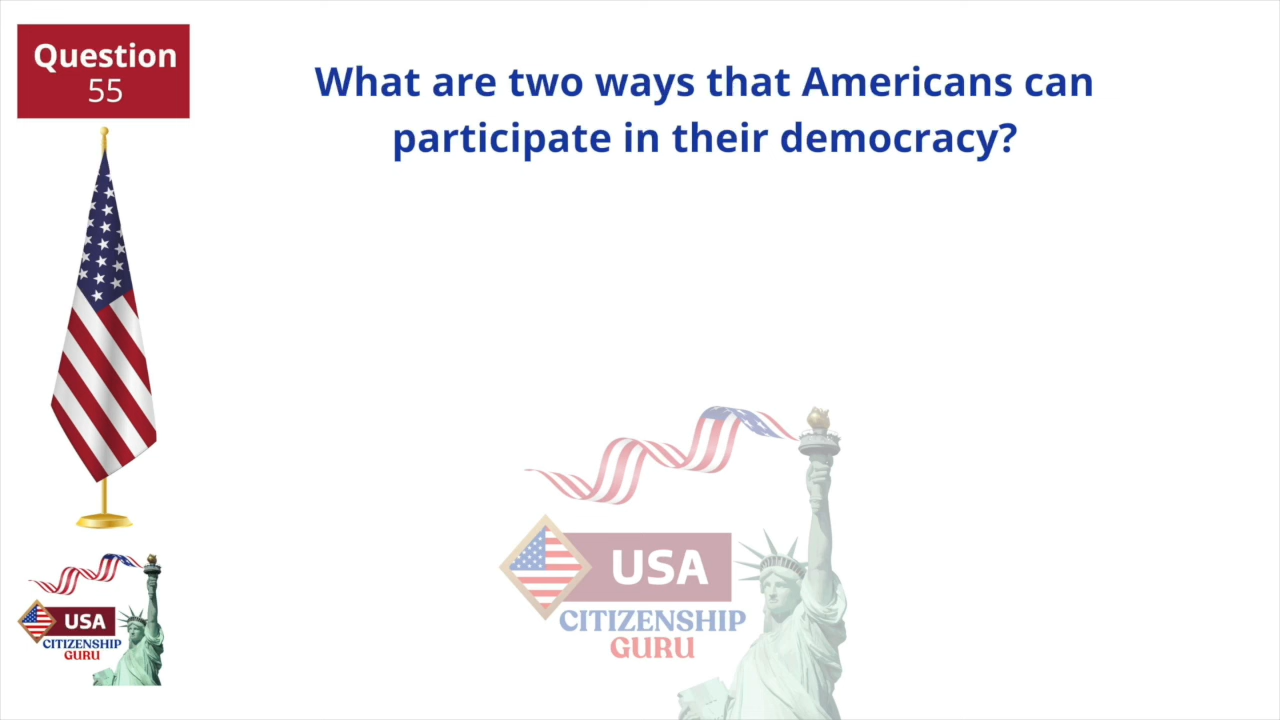 Question
55
What are two ways that Americans can
participate in their democracy?
USA
CITIZENSHIP
GURU
USA
CITIZENSHIP
GURU